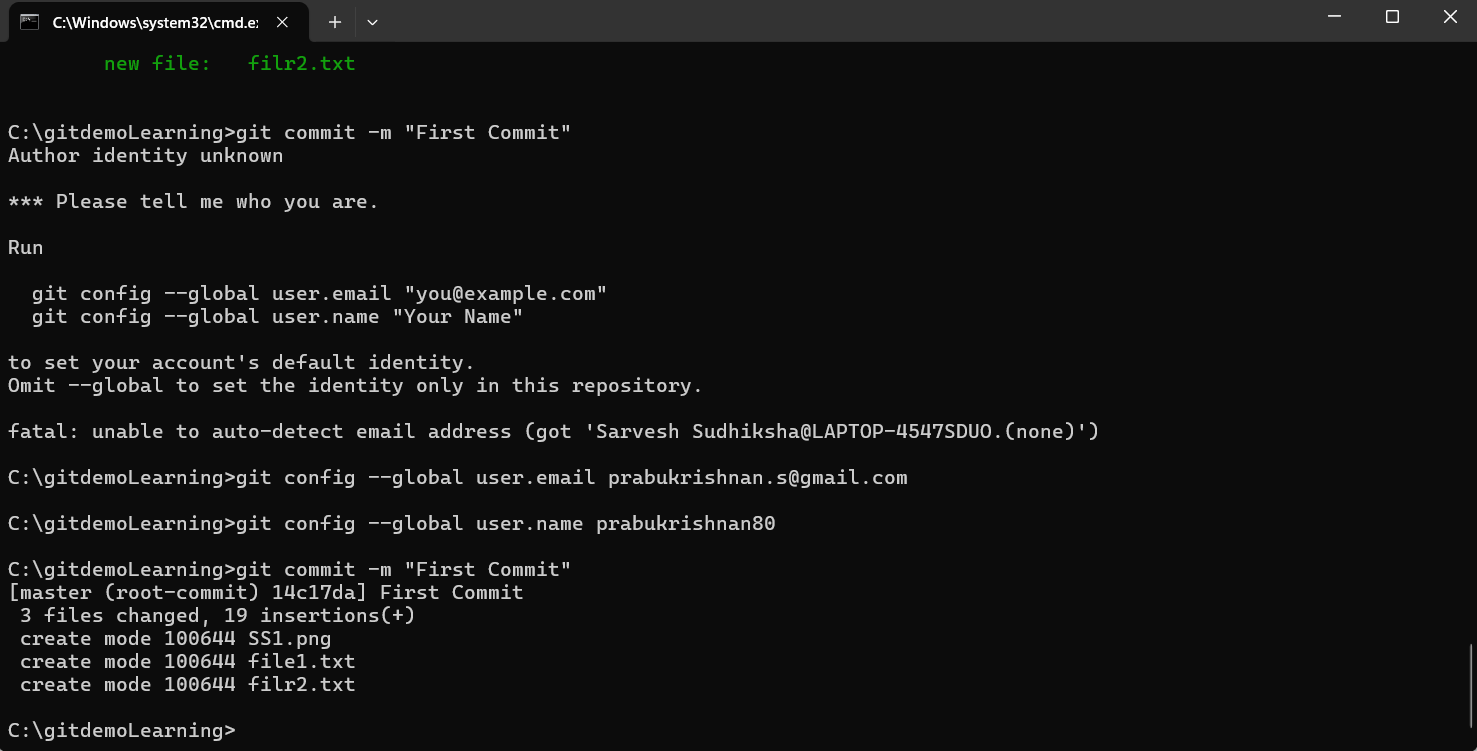 C:\Windows\system32\cmd.e
new file:   filr2.txt
C:\gitdemoLearning>git commit -m "First Commit"
Author identity unknown
*** Please tell me who you are.
Run
git config --global user.email "you@example.com"
git config --global user.name "Your Name"
to set your account's default identity.
Omit --global to set the identity only in this repository.
fatal: unable to auto-detect email address (got 'Sarvesh Sudhiksha@LAPTOP-4547SDUO.(none)')
C:\gitdemoLearning>git config --global user.email prabukrishnan.s@gmail.com
C:\gitdemoLearning>git config --global user.name prabukrishnan80
C:\gitdemoLearning>git commit -m "First Commit"
[master (root-commit) 14c17da] First Commit
3 files changed, 19 insertions(+)
create mode 100644 SS1.png
create mode 100644 file1.txt
create mode 100644 filr2.txt
C:\gitdemoLearning>